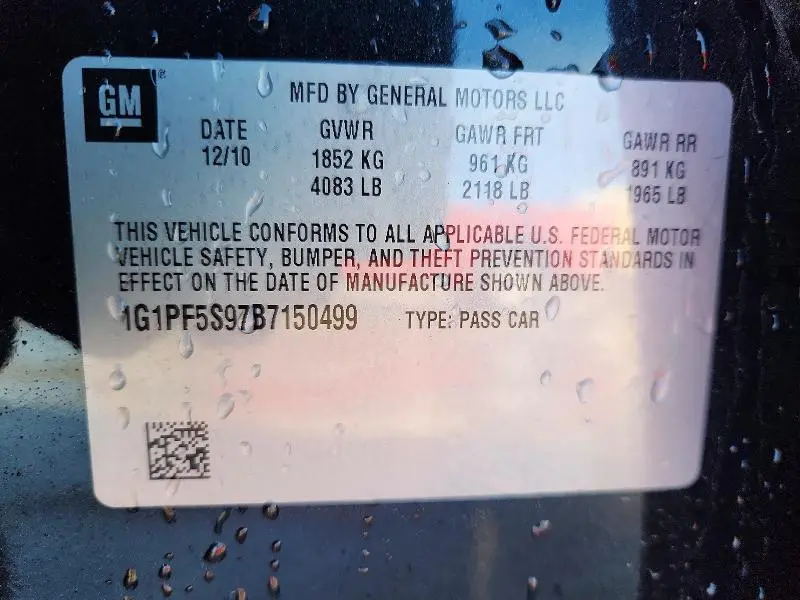 GM®
MFD BY GENERAL MOTORS LLC
DATE GVWR GAWR FRT GAWR RR
12/10 1852 KG 961 KG 891 KG
4083 LB 2118 LB 1965 LB
THIS VEHICLE CONFORMS TO ALL APPLICABLE U.S. FEDERAL MOTOR
VEHICLE SAFETY, BUMPER, AND THEFT PREVENTION STANDARDS IN
EFFECT ON THE DATE OF MANUFACTURE SHOWN ABOVE.
1G1PF5S97B7150499 TYPE: PASS CAR